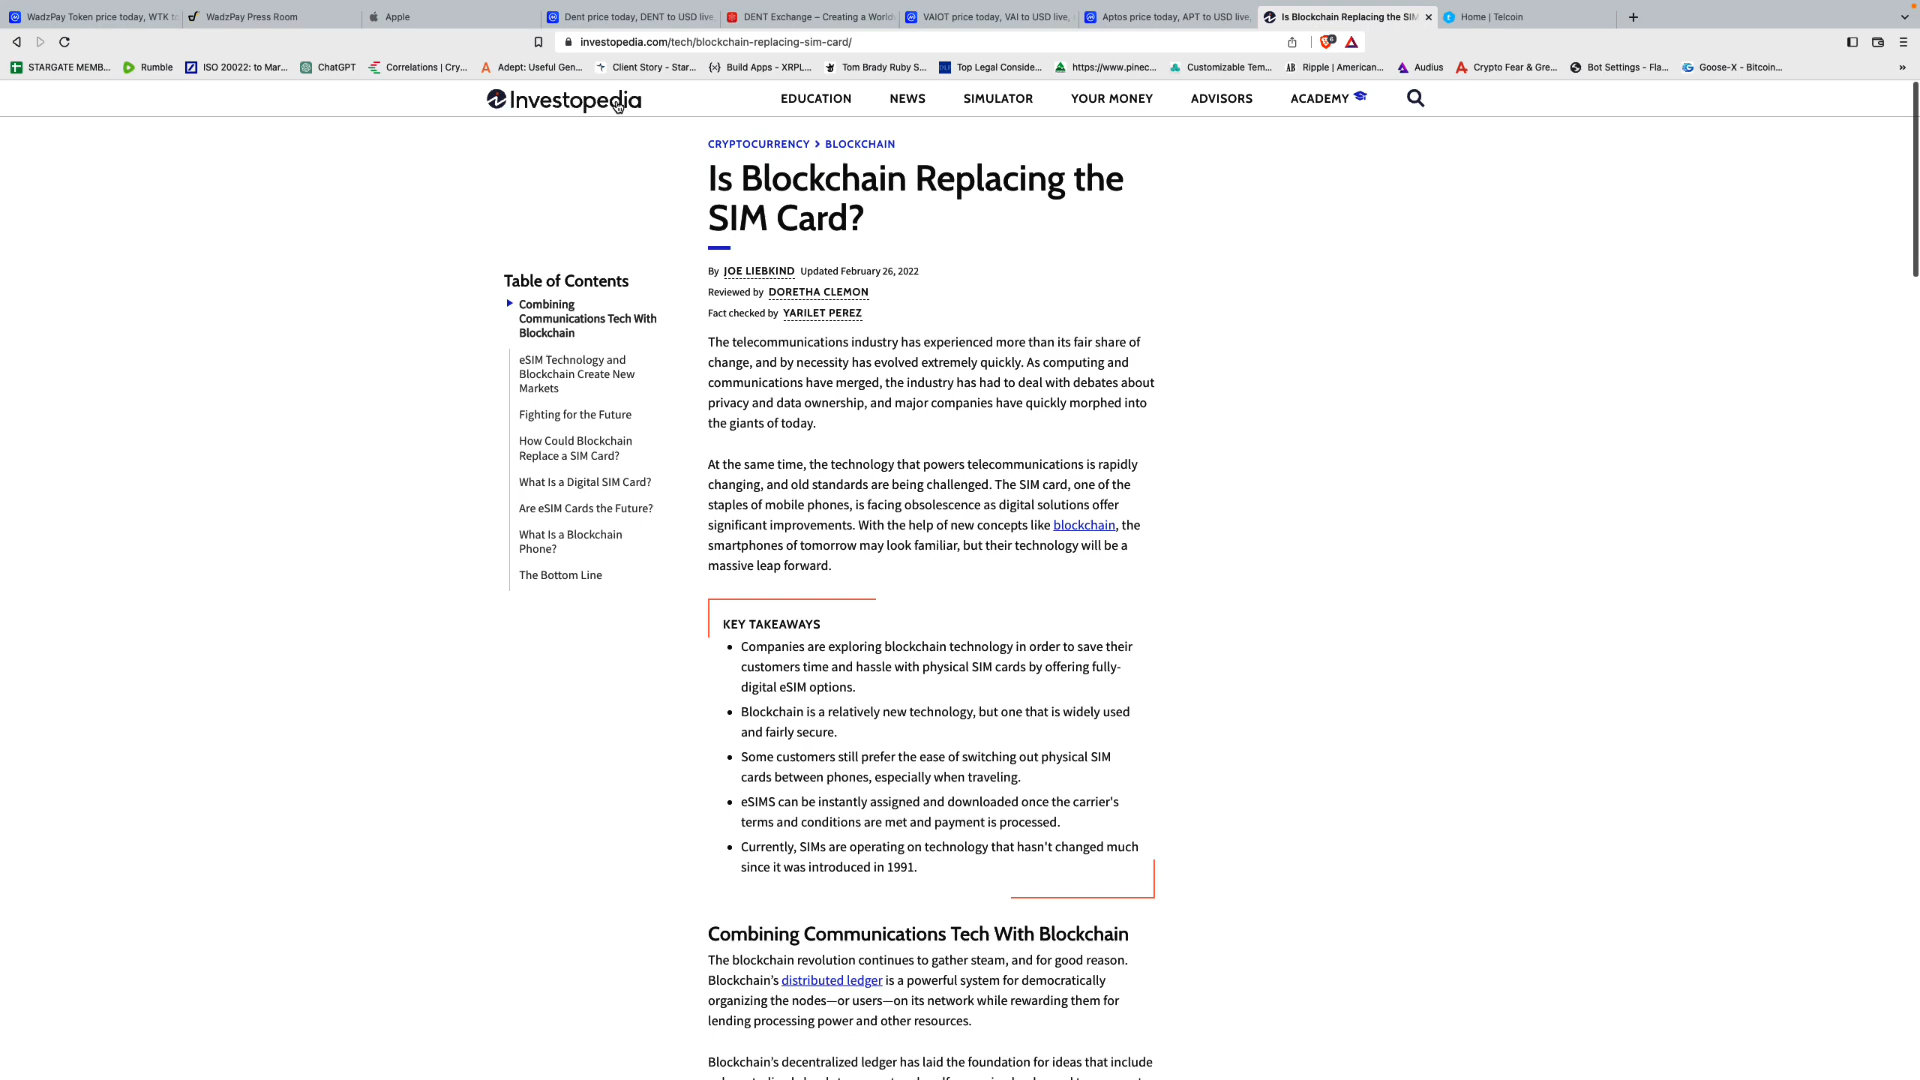 WadzPay Token price today, WTK to
WadzPay Press Room
Apple
Dent price today, DENT to USD live,
DENT Exchange – Creating a World
VAIOT price today, VAI to USD live,
Aptos price today, APT to USD live,
Is Blockchain Replacing the SIM
Home | Telcoin
investopedia.com/tech/blockchain-replacing-sim-card/
STARGATE MEMB...
Rumble
ISO 20022: to Mar...
ChatGPT
Correlations | Cry...
Adept: Useful Gen...
Client Story - Star...
Build Apps - XRPL...
Tom Brady Ruby S...
Top Legal Conside...
https://www.pinec...
Customizable Tem...
Ripple | American...
Audius
Crypto Fear & Gre...
Bot Settings - Fla...
Goose-X - Bitcoin...
Investopedia
EDUCATION
NEWS
SIMULATOR
YOUR MONEY
ADVISORS
ACADEMY
CRYPTOCURRENCY > BLOCKCHAIN
Is Blockchain Replacing the
SIM Card?
By JOE LIEBKIND Updated February 26, 2022
Reviewed by DORETHA CLEMON
Fact checked by YARILET PEREZ
Table of Contents
Combining
Communications Tech With
Blockchain
eSIM Technology and
Blockchain Create New
Markets
Fighting for the Future
How Could Blockchain
Replace a SIM Card?
What Is a Digital SIM Card?
Are eSIM Cards the Future?
What Is a Blockchain
Phone?
The Bottom Line
The telecommunications industry has experienced more than its fair share of
change, and by necessity has evolved extremely quickly. As computing and
communications have merged, the industry has had to deal with debates about
privacy and data ownership, and major companies have quickly morphed into
the giants of today.
At the same time, the technology that powers telecommunications is rapidly
changing, and old standards are being challenged. The SIM card, one of the
staples of mobile phones, is facing obsolescence as digital solutions offer
significant improvements. With the help of new concepts like blockchain, the
smartphones of tomorrow may look familiar, but their technology will be a
massive leap forward.
KEY TAKEAWAYS
• Companies are exploring blockchain technology in order to save their
customers time and hassle with physical SIM cards by offering fully-
digital eSIM options.
• Blockchain is a relatively new technology, but one that is widely used
and fairly secure.
• Some customers still prefer the ease of switching out physical SIM
cards between phones, especially when traveling.
• eSIMS can be instantly assigned and downloaded once the carrier's
terms and conditions are met and payment is processed.
• Currently, SIMs are operating on technology that hasn't changed much
since it was introduced in 1991.
Combining Communications Tech With Blockchain
The blockchain revolution continues to gather steam, and for good reason.
Blockchain's distributed ledger is a powerful system for democratically
organizing the nodes—or users—on its network while rewarding them for
lending processing power and other resources.
Blockchain's decentralized ledger has laid the foundation for ideas that include